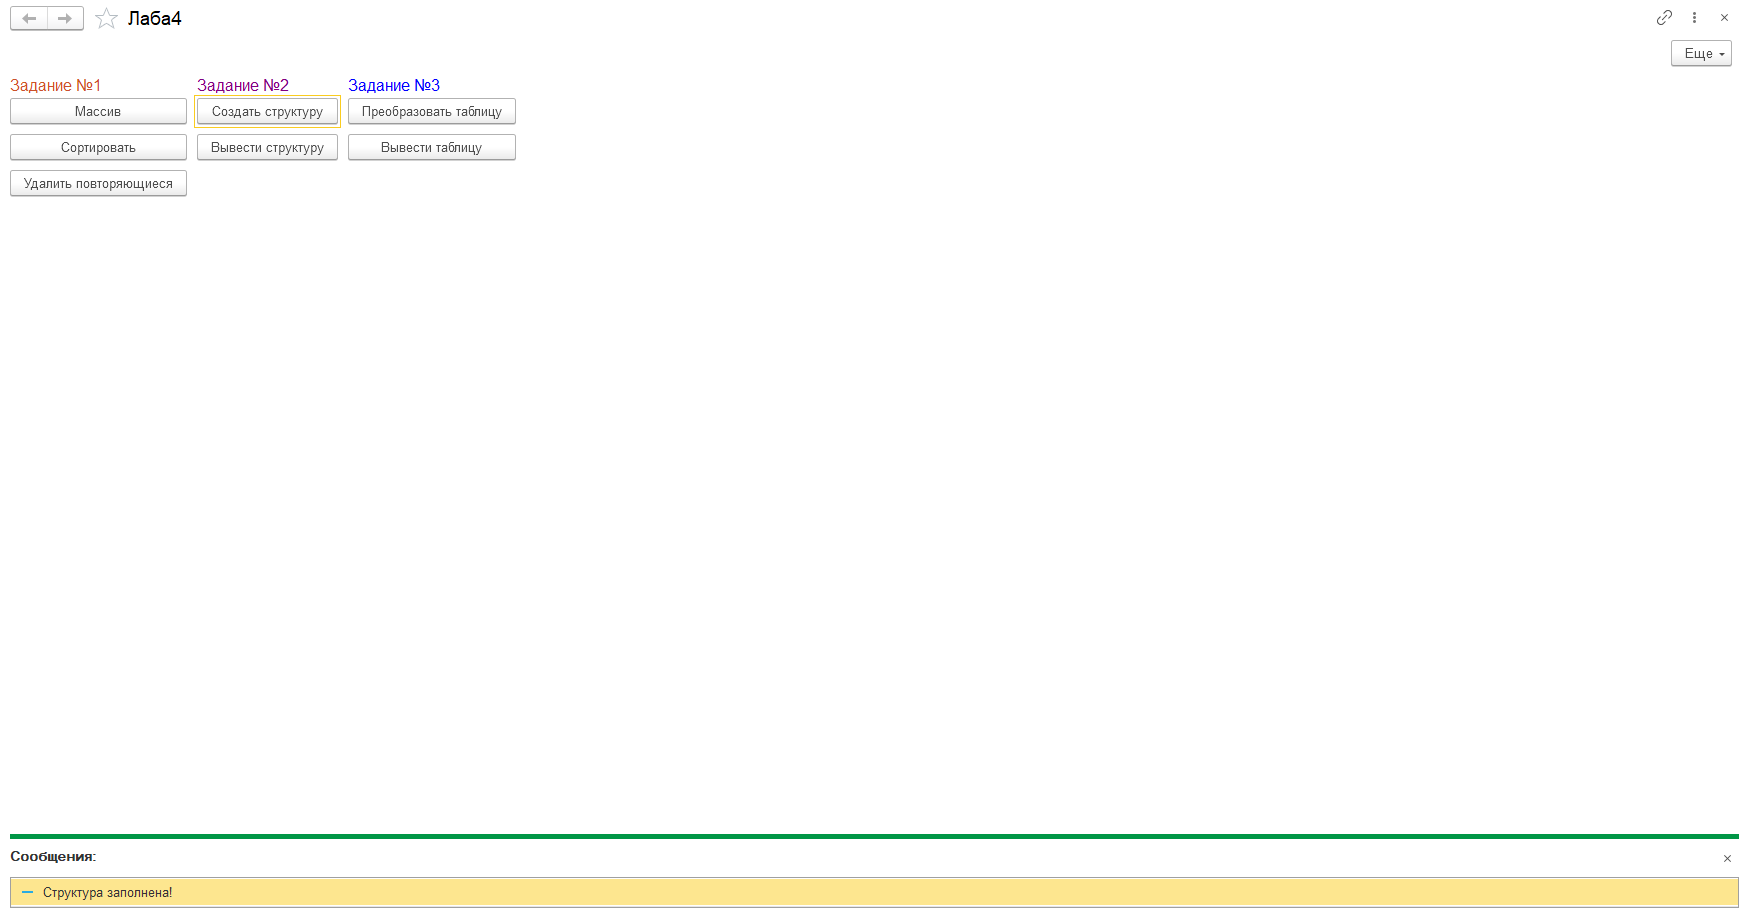 Лаба4
Еще
Задание №1 Задание №2 Задание №3
Массив Создать структуру Преобразовать таблицу
Сортировать Вывести структуру Вывести таблицу
Удалить повторяющиеся
Сообщения:
Структура заполнена!